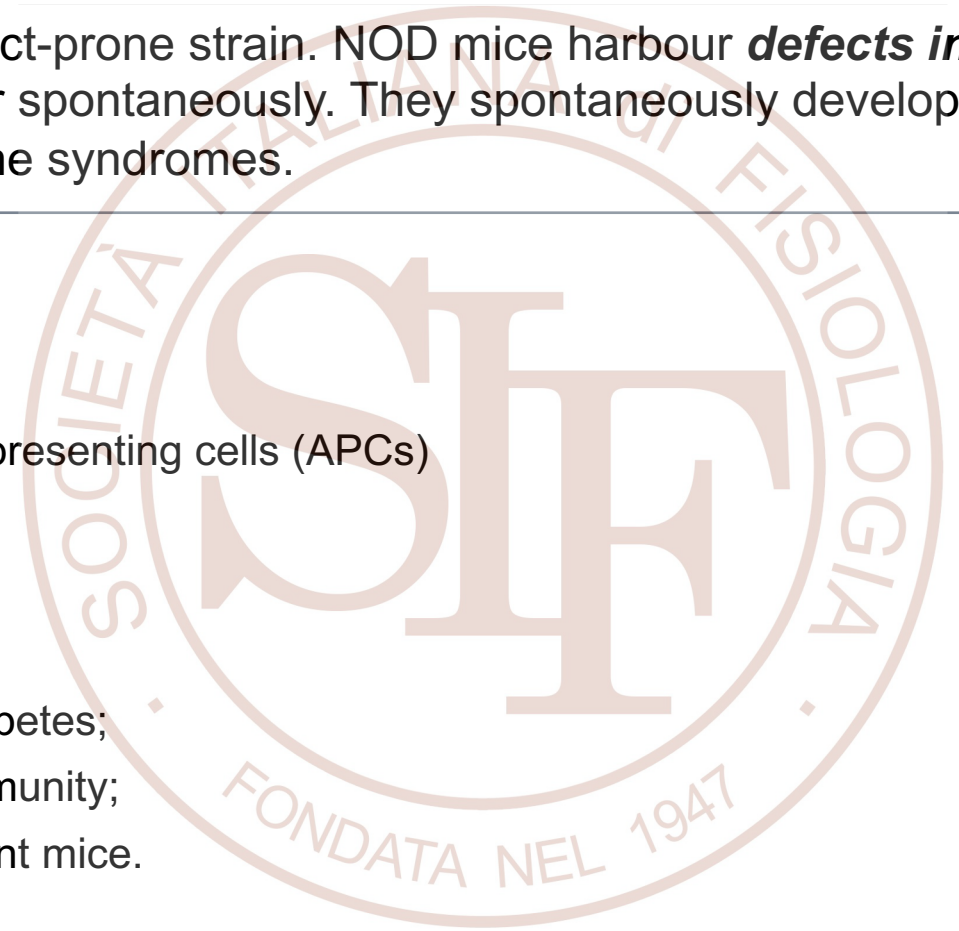 ct-prone strain. NOD mice harbour defects in
r spontaneously. They spontaneously develop
ne syndromes.
presenting cells (APCs)
betes;
munity;
nt mice.
SOCIETÀ ITALIANA di FISIOLOGIA
SIF
· FONDATA NEL 1947 ·